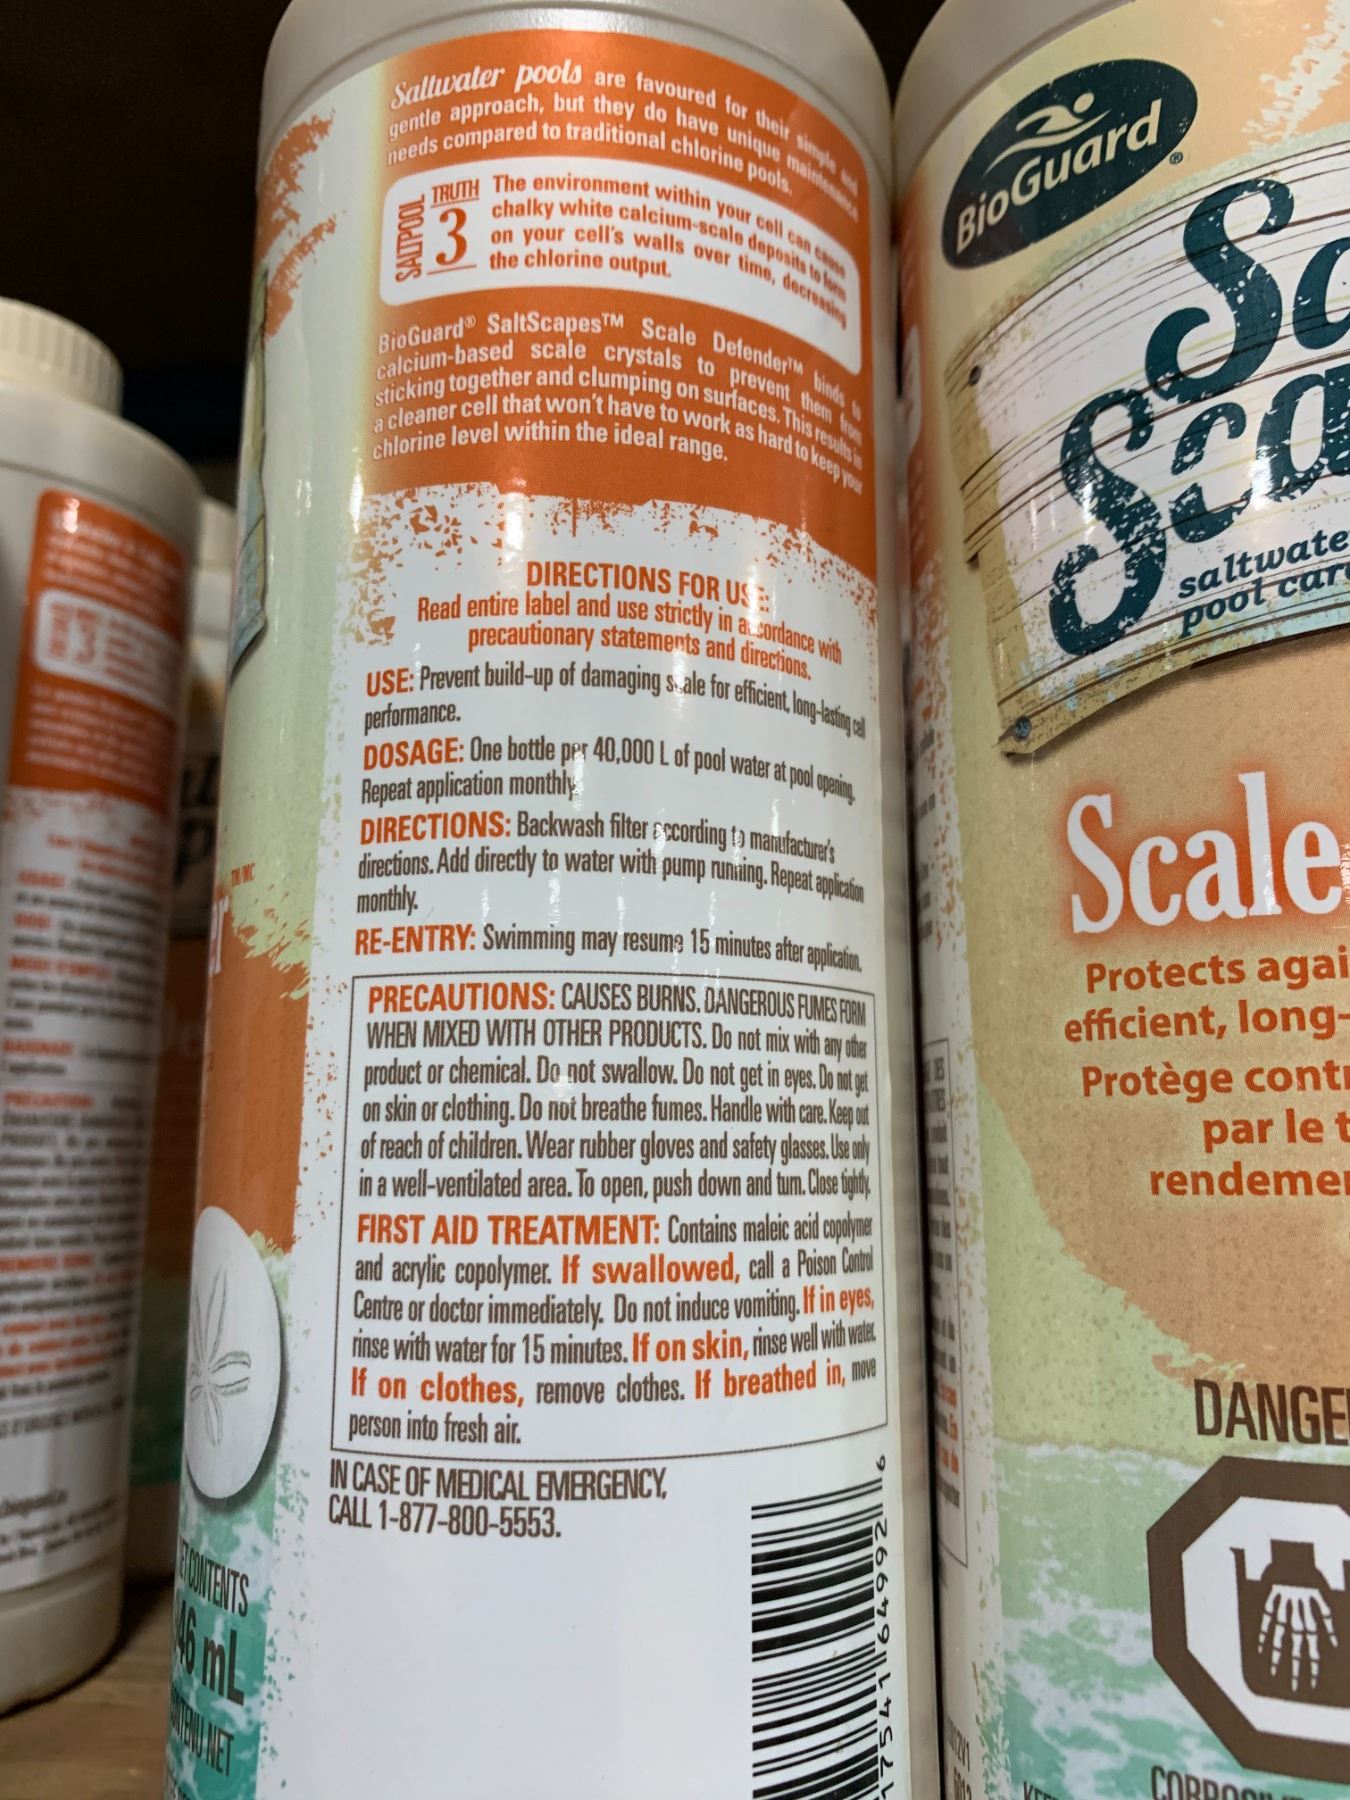 Saltwater pools are favoured for their simple and
gentle approach, but they do have unique maintenance
needs compared to traditional chlorine pools.
SALTPOOL
TRUTH
3
The environment within your cell can cause
chalky white calcium-scale deposits to form
on your cell's walls over time, decreasing
the chlorine output.
BioGuard® SaltScapes™ Scale Defender™ binds to
calcium-based scale crystals to prevent them from
sticking together and clumping on surfaces. This results in
a cleaner cell that won't have to work as hard to keep your
chlorine level within the ideal range.
DIRECTIONS FOR USE:
Read entire label and use strictly in accordance with
precautionary statements and directions.
USE: Prevent build-up of damaging scale for efficient, long-lasting cell
performance.
DOSAGE: One bottle per 40,000 L of pool water at pool opening.
Repeat application monthly.
DIRECTIONS: Backwash filter according to manufacturer's
directions. Add directly to water with pump running. Repeat application
monthly.
RE-ENTRY: Swimming may resume 15 minutes after application.
PRECAUTIONS: CAUSES BURNS. DANGEROUS FUMES FORM
WHEN MIXED WITH OTHER PRODUCTS. Do not mix with any other
product or chemical. Do not swallow. Do not get in eyes. Do not get
on skin or clothing. Do not breathe fumes. Handle with care. Keep out
of reach of children. Wear rubber gloves and safety glasses. Use only
in a well-ventilated area. To open, push down and turn. Close tightly.
FIRST AID TREATMENT: Contains maleic acid copolymer
and acrylic copolymer. If swallowed, call a Poison Control
Centre or doctor immediately. Do not induce vomiting. If in eyes,
rinse with water for 15 minutes. If on skin, rinse well with water.
If on clothes, remove clothes. If breathed in, move
person into fresh air.
IN CASE OF MEDICAL EMERGENCY,
CALL 1-877-800-5553.
17541 64992 6
er TM/MC
ET CONTENTS
46 mL
NTENU NET
BioGuard®
Sa
Sca
saltwate
pool care
Scale
Protects agai
efficient, long-
Protège contr
par le t
rendemen
DANGE
CORROSI